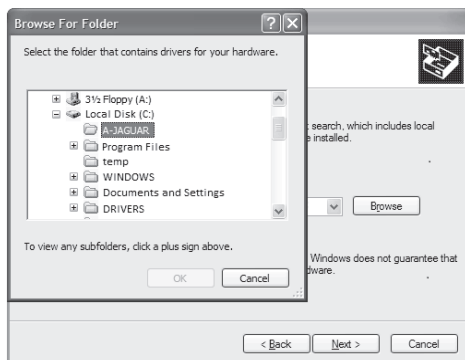 Browse For Folder
Select the folder that contains drivers for your hardware.
3½ Floppy (A:)
Local Disk (C:)
A-JAGUAR
Program Files
temp
WINDOWS
Documents and Settings
DRIVERS
To view any subfolders, click a plus sign above.
OK
Cancel
search, which includes local
installed.
Browse
Windows does not guarantee that
< Back
Next >
Cancel